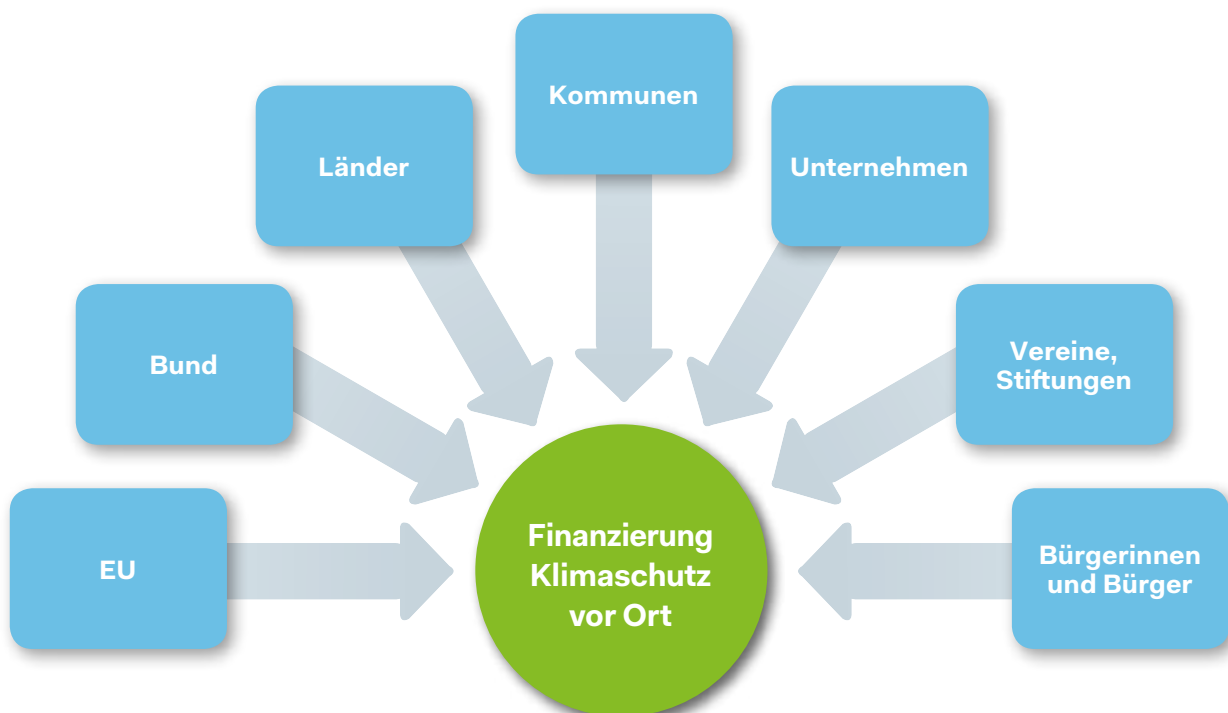 Kommunen
Länder
Unternehmen
Bund
Vereine,
Stiftungen
EU
Finanzierung
Klimaschutz
vor Ort
Bürgerinnen
und Bürger